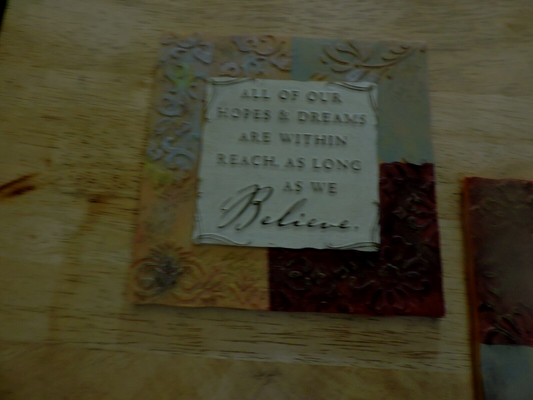 ALL OF OUR
HOPES & DREAMS
ARE WITHIN
REACH, AS LONG
AS WE
Believe.